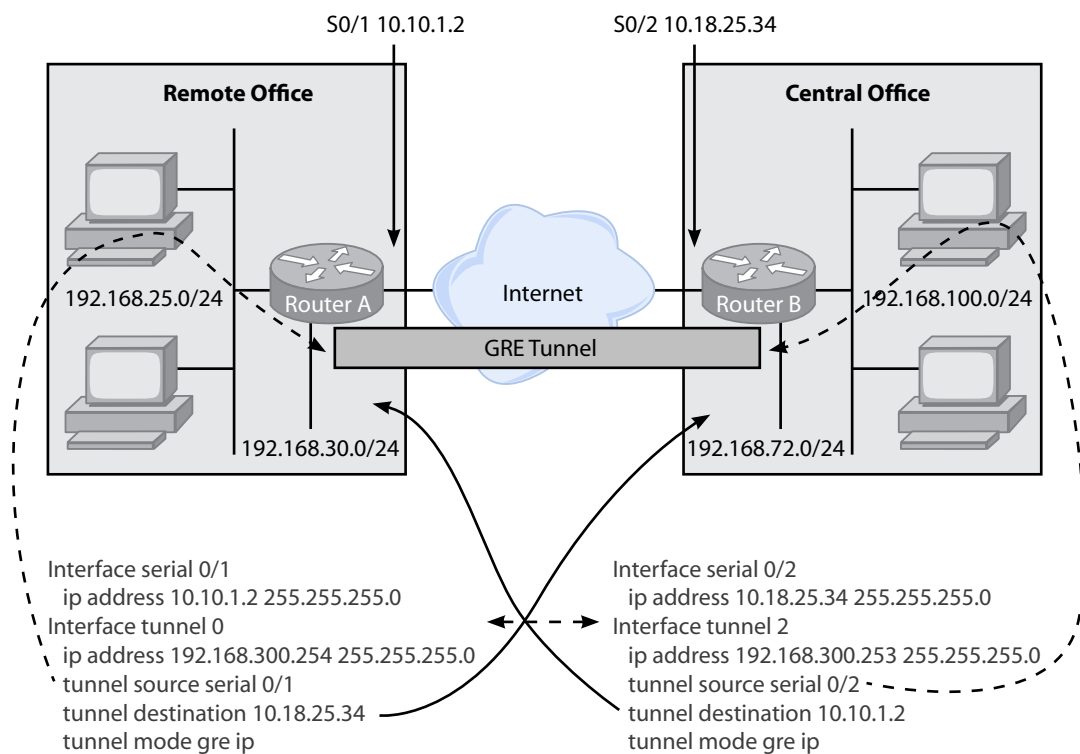 S0/1 10.10.1.2
S0/2 10.18.25.34
Remote Office
Central Office
192.168.25.0/24
Router A
Internet
Router B
192.168.100.0/24
GRE Tunnel
192.168.30.0/24
192.168.72.0/24
Interface serial 0/1
ip address 10.10.1.2 255.255.255.0
Interface tunnel 0
ip address 192.168.300.254 255.255.255.0
tunnel source serial 0/1
tunnel destination 10.18.25.34
tunnel mode gre ip
Interface serial 0/2
ip address 10.18.25.34 255.255.255.0
Interface tunnel 2
ip address 192.168.300.253 255.255.255.0
tunnel source serial 0/2
tunnel destination 10.10.1.2
tunnel mode gre ip